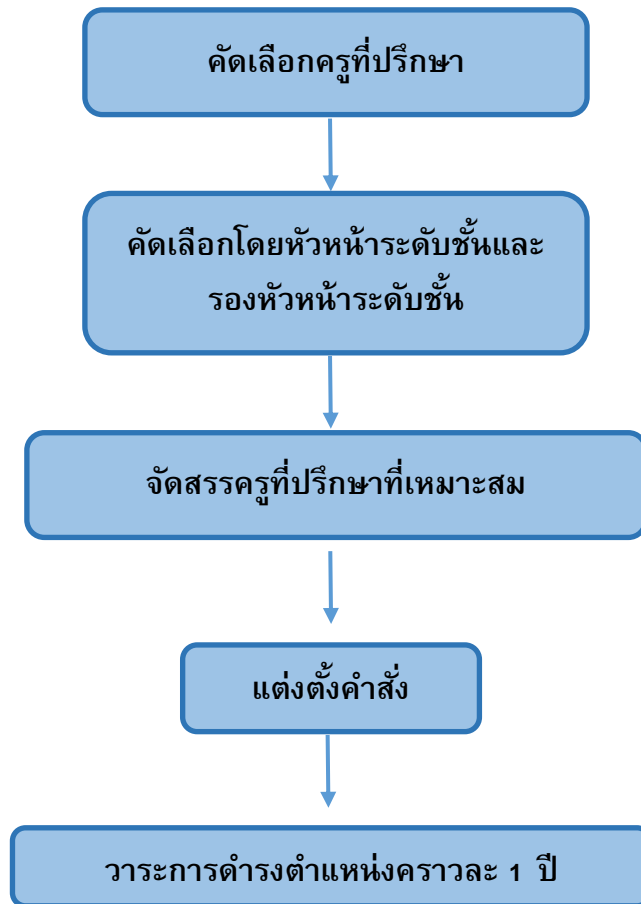 คัดเลือกครูที่ปรึกษา
คัดเลือกโดยหัวหน้าระดับชั้นและ
รองหัวหน้าระดับชั้น
จัดสรรครูที่ปรึกษาที่เหมาะสม
แต่งตั้งคำสั่ง
วาระการดำรงตำแหน่งคราวละ 1 ปี